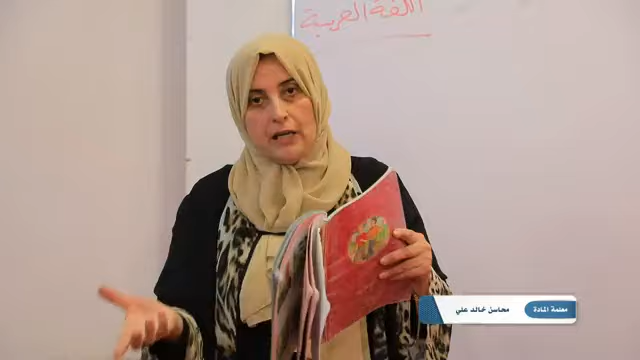 اللغة العربية
معلمة المادة
محاسن خالد علي